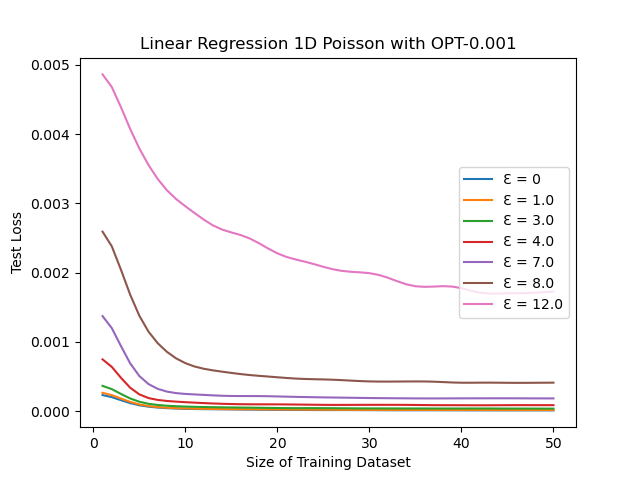 Linear Regression 1D Poisson with OPT-0.001
0.005
0.004
0.003
0.002
0.001
0.000
Test Loss
Ɛ = 0
Ɛ = 1.0
Ɛ = 3.0
Ɛ = 4.0
Ɛ = 7.0
Ɛ = 8.0
Ɛ = 12.0
0 10 20 30 40 50
Size of Training Dataset